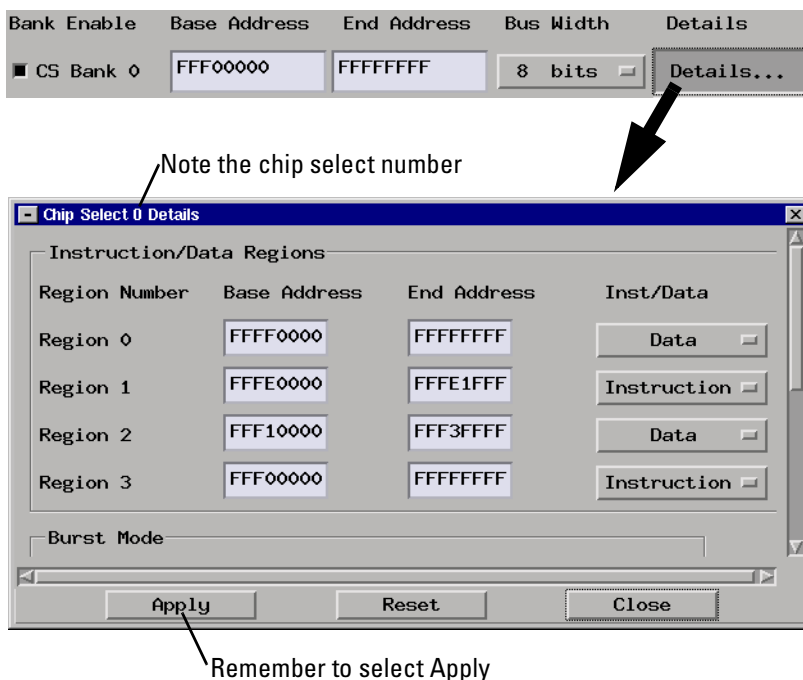 Bank Enable Base Address End Address Bus Width Details
CS Bank 0 FFF00000 FFFFFFFF 8 bits Details...
Note the chip select number
Chip Select 0 Details
Instruction/Data Regions
Region Number Base Address End Address Inst/Data
Region 0 FFFF0000 FFFFFFFF Data
Region 1 FFFE0000 FFFE1FFF Instruction
Region 2 FFF10000 FFF3FFFF Data
Region 3 FFF00000 FFFFFFFF Instruction
Burst Mode
Apply Reset Close
Remember to select Apply